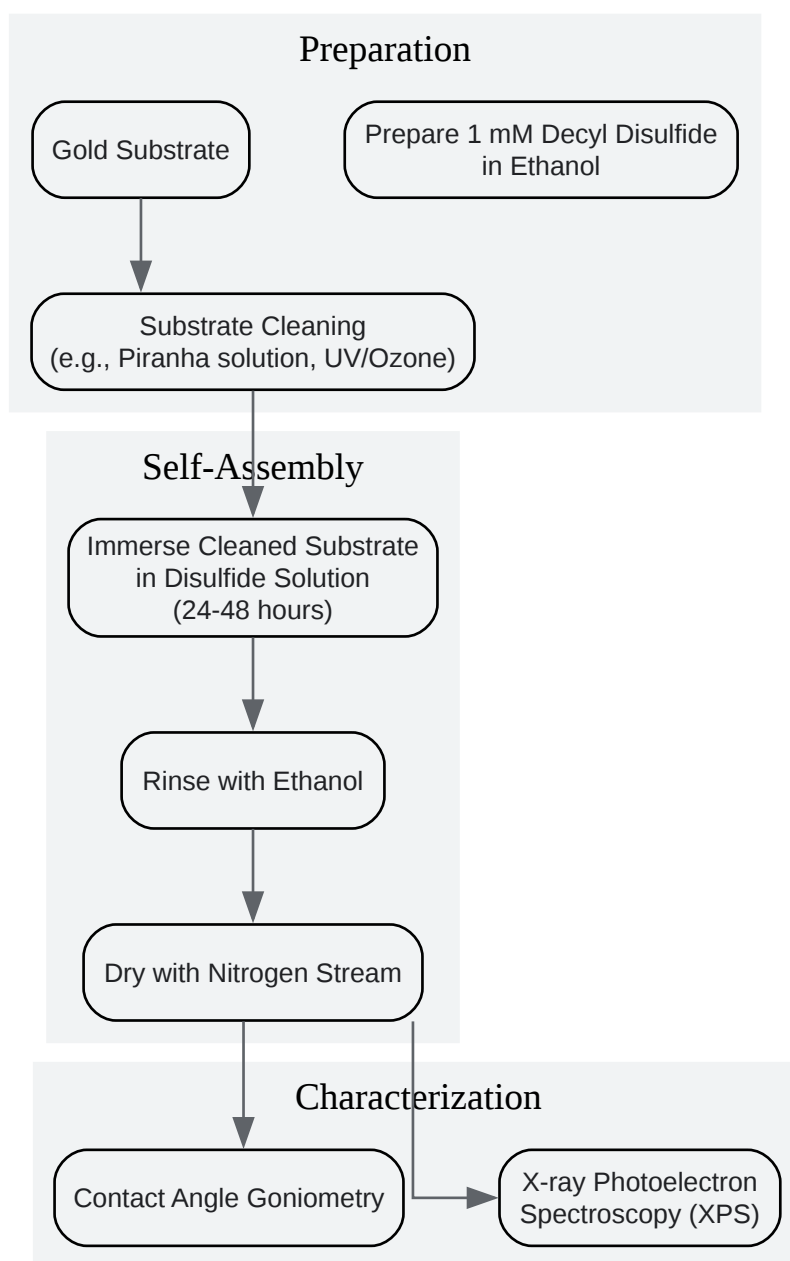 Preparation
Gold Substrate
Prepare 1 mM Decyl Disulfide
in Ethanol
Substrate Cleaning
(e.g., Piranha solution, UV/Ozone)
Self-Assembly
Immerse Cleaned Substrate
in Disulfide Solution
(24-48 hours)
Rinse with Ethanol
Dry with Nitrogen Stream
Characterization
Contact Angle Goniometry
X-ray Photoelectron
Spectroscopy (XPS)